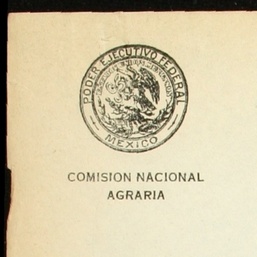 PODER EJECUTIVO FEDERAL
MEXICO
COMISION NACIONAL
AGRARIA